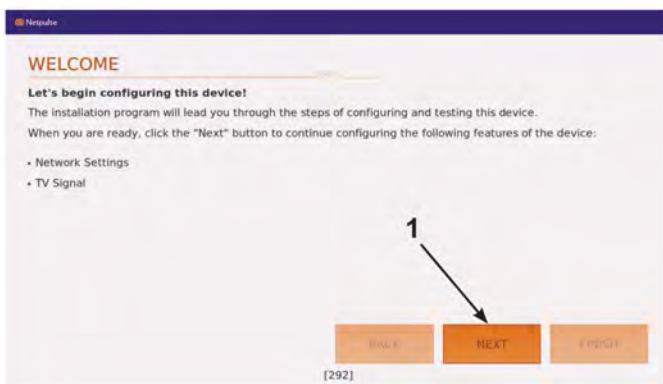 Netpulse
WELCOME
Let's begin configuring this device!
The installation program will lead you through the steps of configuring and testing this device.
When you are ready, click the "Next" button to continue configuring the following features of the device:
• Network Settings
• TV Signal
1
BACK NEXT FINISH
[292]